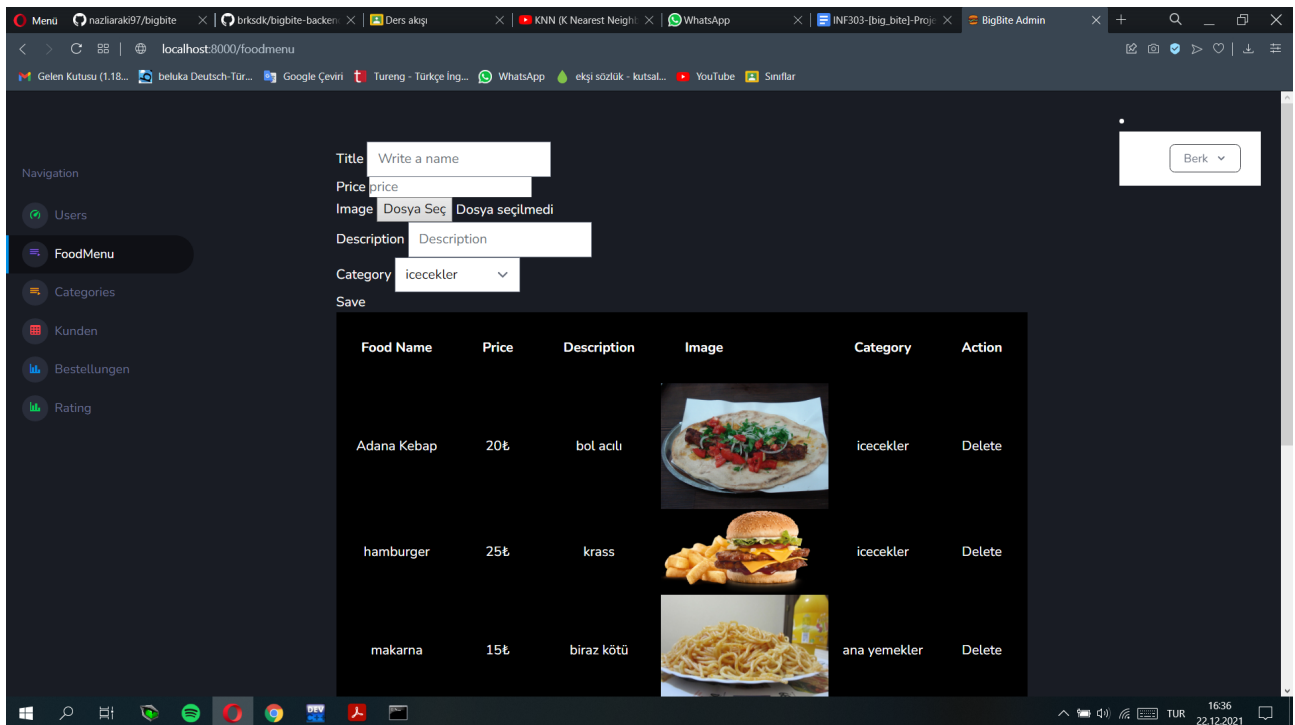 Menü
nazliaraki97/bigbite
brksdk/bigbite-backen
Ders akışı
KNN (K Nearest Neighb
WhatsApp
INF303-[big_bite]-Proje
BigBite Admin
localhost:8000/foodmenu
Gelen Kutusu (1.18...
beluka Deutsch-Tür...
Google Çeviri
Tureng - Türkçe İng...
WhatsApp
ekşi sözlük - kutsal...
YouTube
Sınıflar
Berk
Navigation
Users
FoodMenu
Categories
Kunden
Bestellungen
Rating
Title Write a name
Price price
Image Dosya Seç Dosya seçilmedi
Description Description
Category icecekler
Save
Food Name Price Description Image Category Action
Adana Kebap 20₺ bol acılı icecekler Delete
hamburger 25₺ krass icecekler Delete
makarna 15₺ biraz kötü ana yemekler Delete
DEV
TUR
16:36
22.12.2021